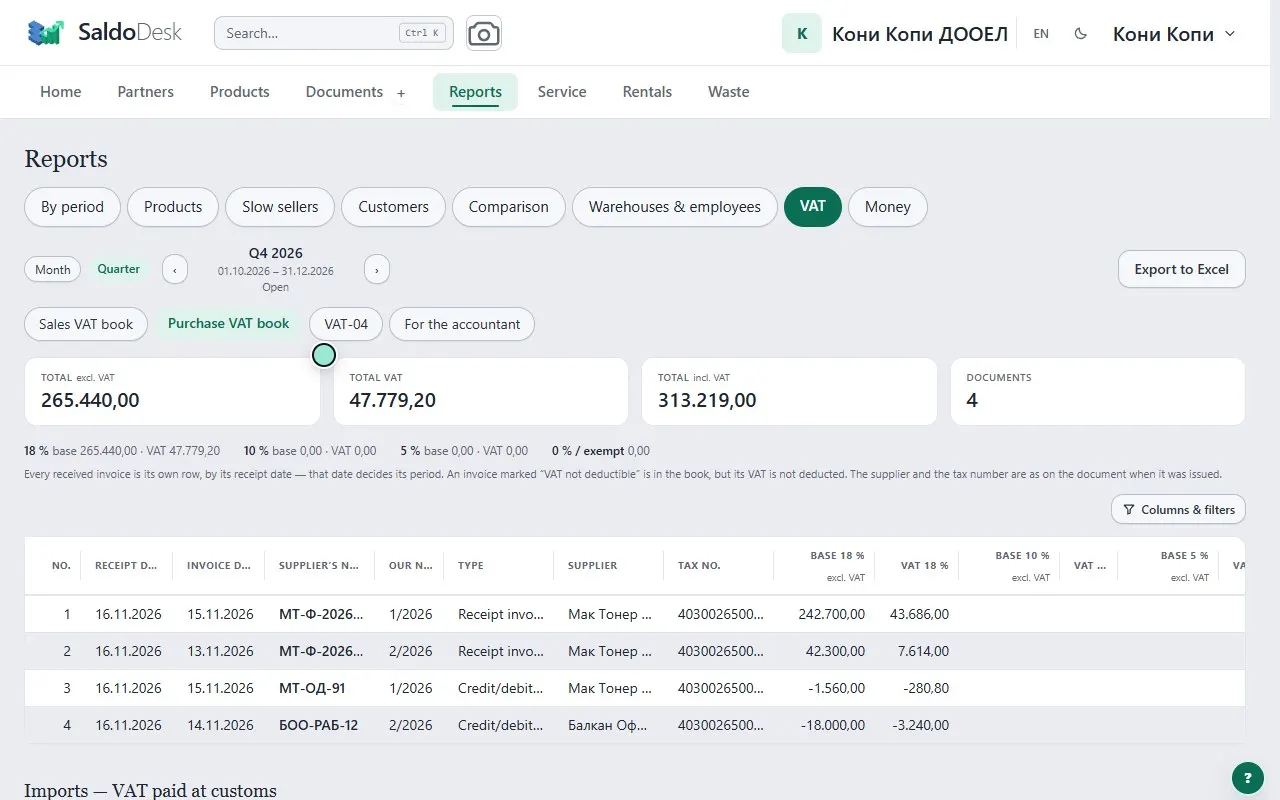 SaldoDesk
Search... Ctrl K
K Кони Копи ДООЕЛ EN Кони Копи
Home Partners Products Documents + Reports Service Rentals Waste
Reports
By period Products Slow sellers Customers Comparison Warehouses & employees VAT Money
Month Quarter ‹ Q4 2026 ›
01.10.2026 – 31.12.2026
Open
Export to Excel
Sales VAT book Purchase VAT book VAT-04 For the accountant
TOTAL excl. VAT TOTAL VAT TOTAL incl. VAT DOCUMENTS
265.440,00 47.779,20 313.219,00 4
18 % base 265.440,00 · VAT 47.779,20 10 % base 0,00 · VAT 0,00 5 % base 0,00 · VAT 0,00 0 % / exempt 0,00
Every received invoice is its own row, by its receipt date — that date decides its period. An invoice marked “VAT not deductible” is in the book, but its VAT is not deducted. The supplier and the tax number are as on the document when it was issued.
Columns & filters
NO. RECEIPT D... INVOICE D... SUPPLIER'S N... OUR N... TYPE SUPPLIER TAX NO. BASE 18 % excl. VAT VAT 18 % BASE 10 % excl. VAT VAT ... BASE 5 % excl. VAT VA
1 16.11.2026 15.11.2026 МТ-Ф-2026... 1/2026 Receipt invo... Мак Тонер ... 4030026500... 242.700,00 43.686,00
2 16.11.2026 13.11.2026 МТ-Ф-2026... 2/2026 Receipt invo... Мак Тонер ... 4030026500... 42.300,00 7.614,00
3 16.11.2026 15.11.2026 МТ-ОД-91 1/2026 Credit/debit... Мак Тонер ... 4030026500... -1.560,00 -280,80
4 16.11.2026 14.11.2026 БОО-РАБ-12 2/2026 Credit/debit... Балкан Оф... 4030026500... -18.000,00 -3.240,00
Imports — VAT paid at customs
?